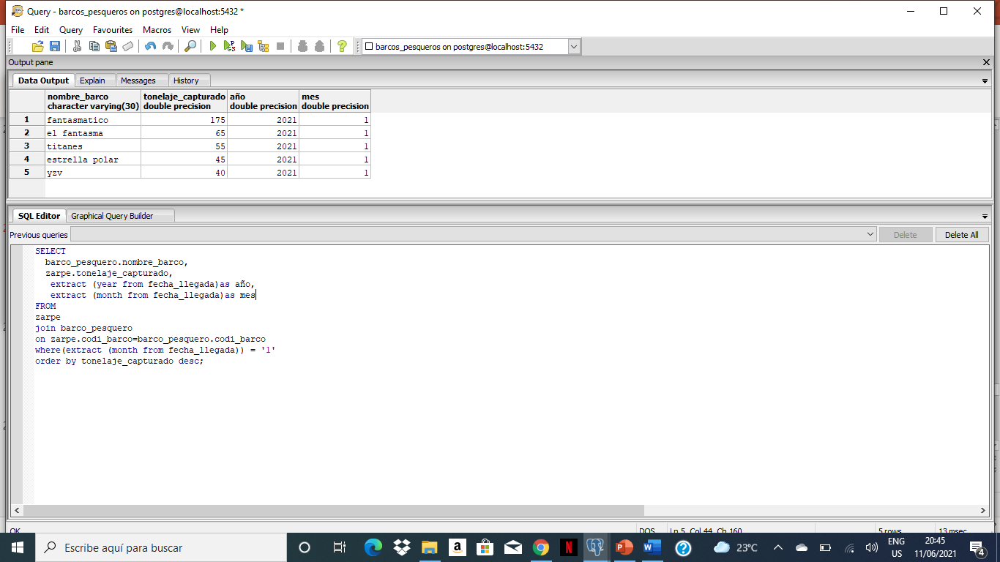 Query - barcos_pesqueros on postgres@localhost:5432 *
File Edit Query Favourites Macros View Help
barcos_pesqueros on postgres@localhost:5432
Output pane
Data Output Explain Messages History
nombre_barco tonelaje_capturado año mes
character varying(30) double precision double precision double precision
1 fantasmatico 175 2021 1
2 el fantasma 65 2021 1
3 titanes 55 2021 1
4 estrella polar 45 2021 1
5 yzv 40 2021 1
SQL Editor Graphical Query Builder
Previous queries Delete Delete All
SELECT
barco_pesquero.nombre_barco,
zarpe.tonelaje_capturado,
extract (year from fecha_llegada)as año,
extract (month from fecha_llegada)as mes
FROM
zarpe
join barco_pesquero
on zarpe.codi_barco=barco_pesquero.codi_barco
where(extract (month from fecha_llegada)) = '1'
order by tonelaje_capturado desc;
OK DOS Ln 5, Col 44, Ch 160 5 rows 13 msec
Escribe aquí para buscar
23°C
ENG
US
20:45
11/06/2021
4